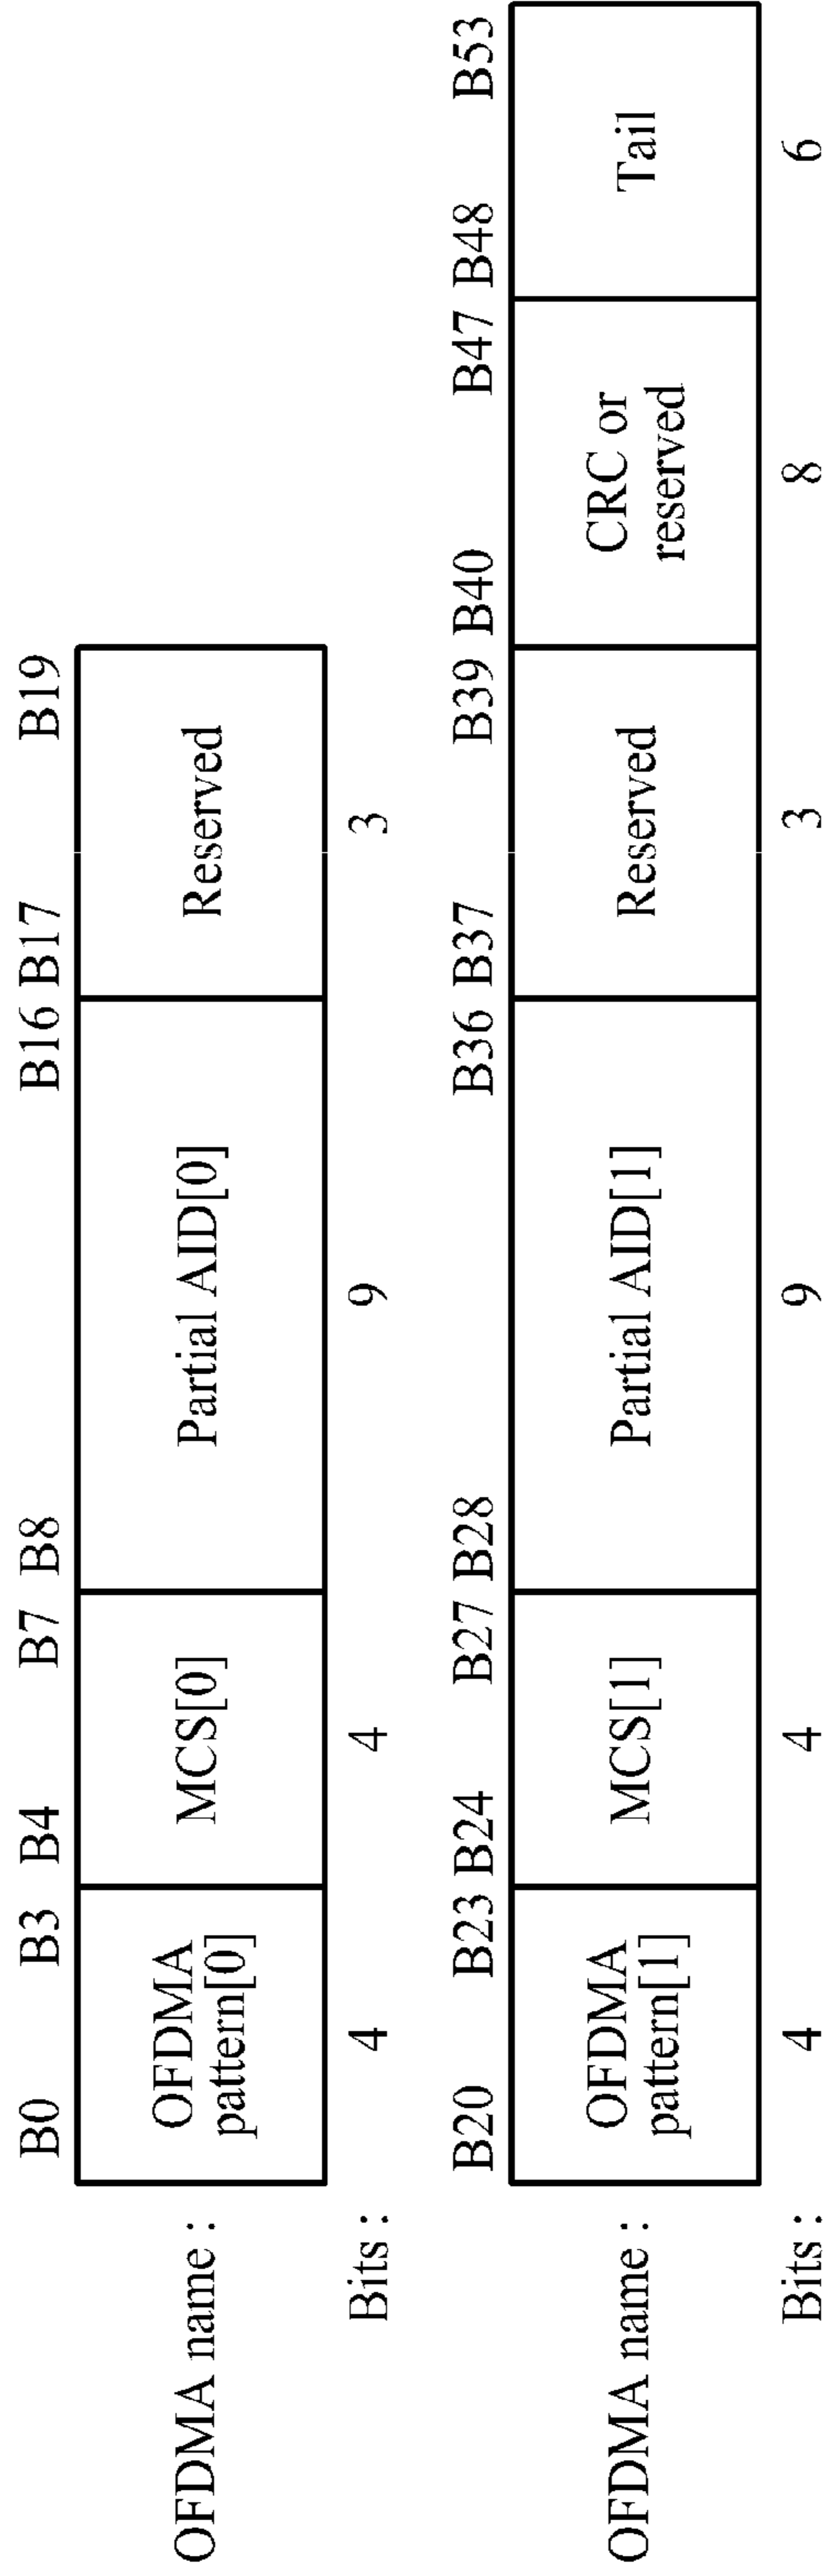 B0 B3 B4 B7 B8 B16 B17 B19
OFDMA name :
OFDMA
pattern[0]
MCS[0]
Partial AID[0]
Reserved
Bits : 4 4 9 3
B20 B23 B24 B27 B28 B36 B37 B39 B40 B47 B48 B53
OFDMA name :
OFDMA
pattern[1]
MCS[1]
Partial AID[1]
Reserved
CRC or
reserved
Tail
Bits : 4 4 9 3 8 6